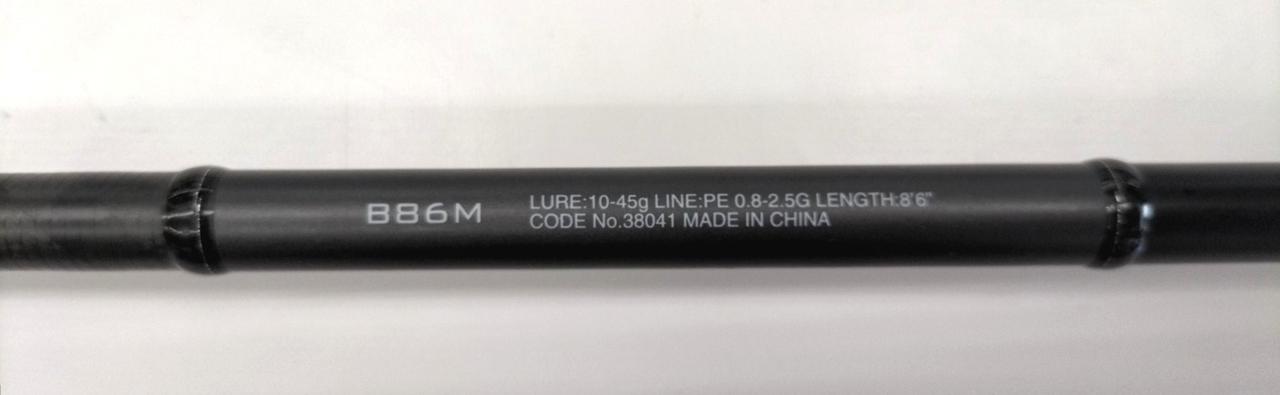 B86M
LURE:10-45g LINE:PE 0.8-2.5G LENGTH:8'6"
CODE No.38041 MADE IN CHINA